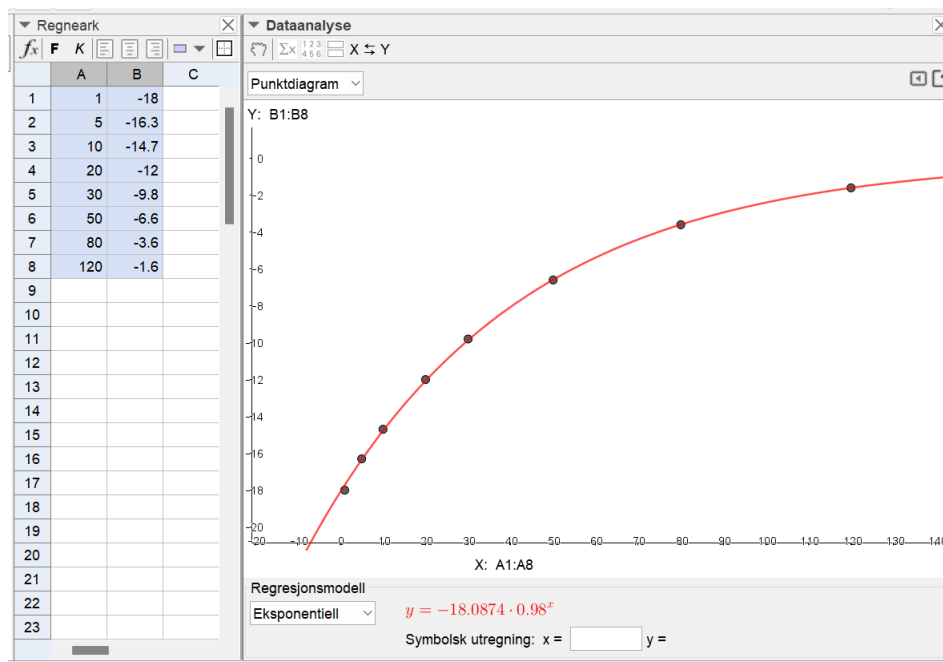 Regneark
Dataanalyse
fx F K
Σx 123 456 X ⇆ Y
A B C
Punktdiagram
1 1 -18
2 5 -16.3
3 10 -14.7
4 20 -12
5 30 -9.8
6 50 -6.6
7 80 -3.6
8 120 -1.6
9
10
11
12
13
14
15
16
17
18
19
20
21
22
23
Y: B1:B8
0
-2
-4
-6
-8
-10
-12
-14
-16
-18
-20
-20 -10 0 10 20 30 40 50 60 70 80 90 100 110 120 130 140
X: A1:A8
Regresjonsmodell
Eksponentiell
y = −18.0874 · 0.98^x
Symbolsk utregning: x = y =